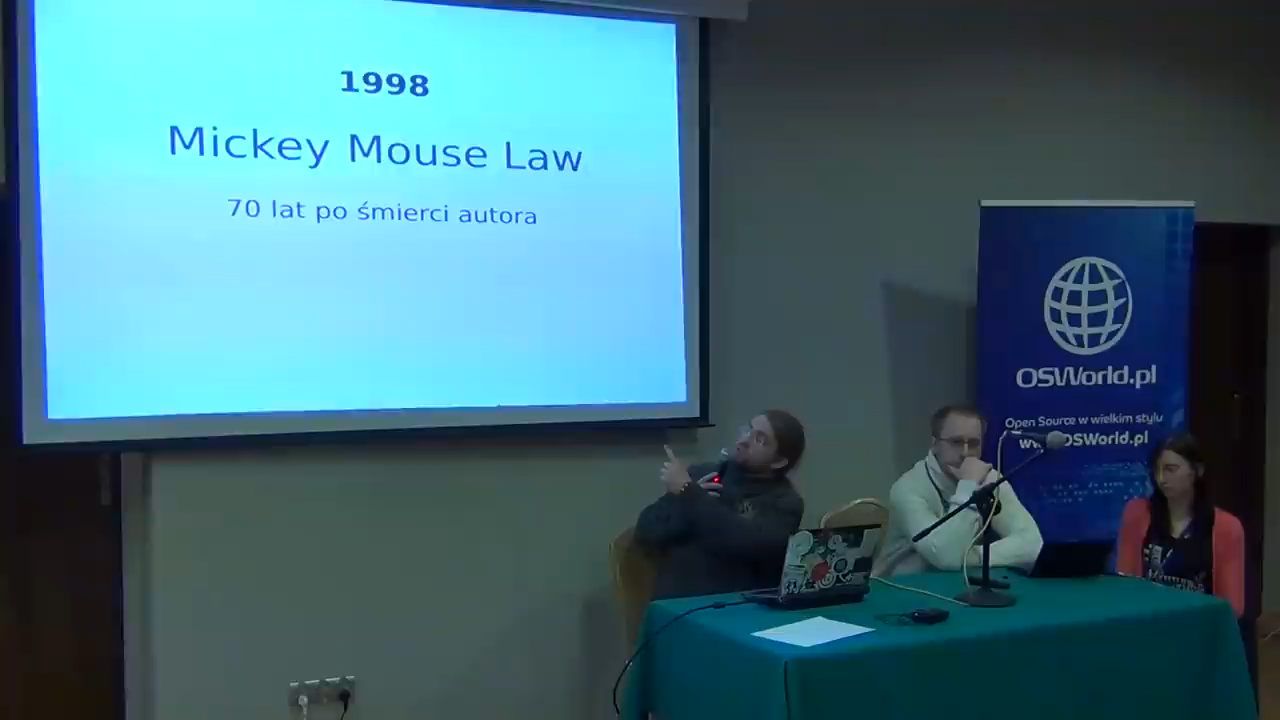 1998
Mickey Mouse Law
70 lat po śmierci autora
OSWorld.pl
Open Source w wielkim stylu
OSWorld.pl